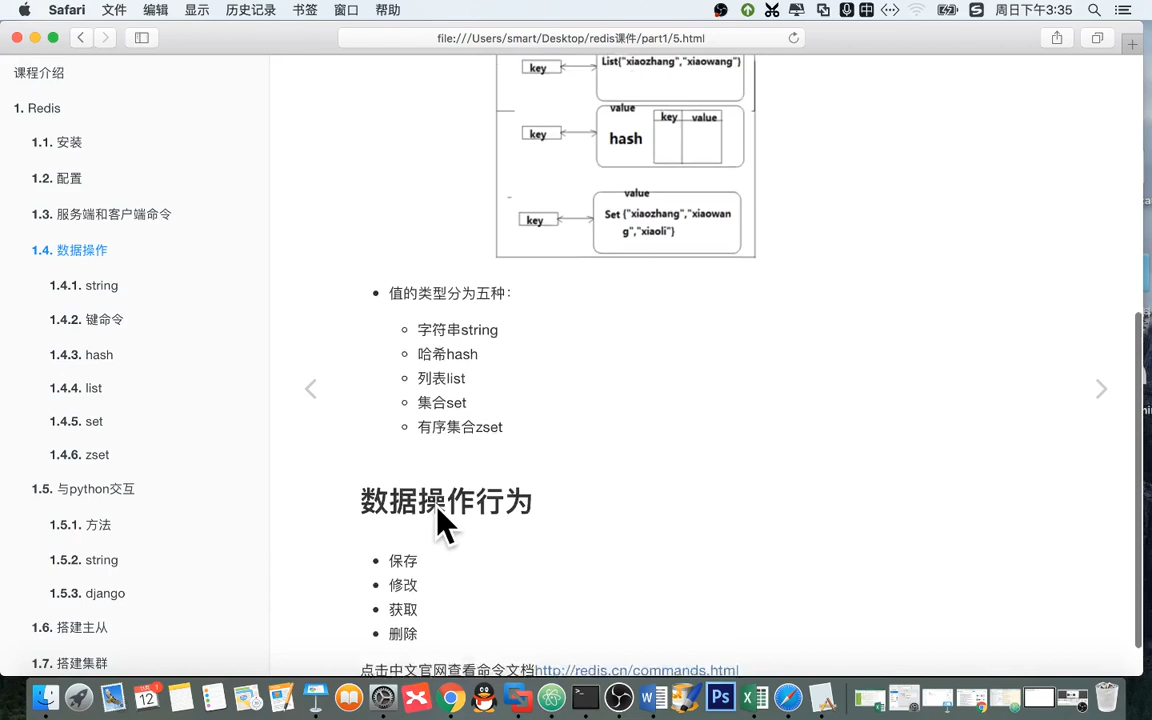 Safari 文件 编辑 显示 历史记录 书签 窗口 帮助
周日下午3:35
file:///Users/smart/Desktop/redis课件/part1/5.html
课程介绍
1. Redis
1.1. 安装
1.2. 配置
1.3. 服务端和客户端命令
1.4. 数据操作
1.4.1. string
1.4.2. 键命令
1.4.3. hash
1.4.4. list
1.4.5. set
1.4.6. zset
1.5. 与python交互
1.5.1. 方法
1.5.2. string
1.5.3. django
1.6. 搭建主从
1.7. 搭建集群
key
List{"xiaozhang","xiaowang"}
value
key
hash
key value
value
key
Set {"xiaozhang","xiaowan
g","xiaoli"}
值的类型分为五种：
字符串string
哈希hash
列表list
集合set
有序集合zset
数据操作行为
保存
修改
获取
删除
点击中文官网查看命令文档http://redis.cn/commands.html